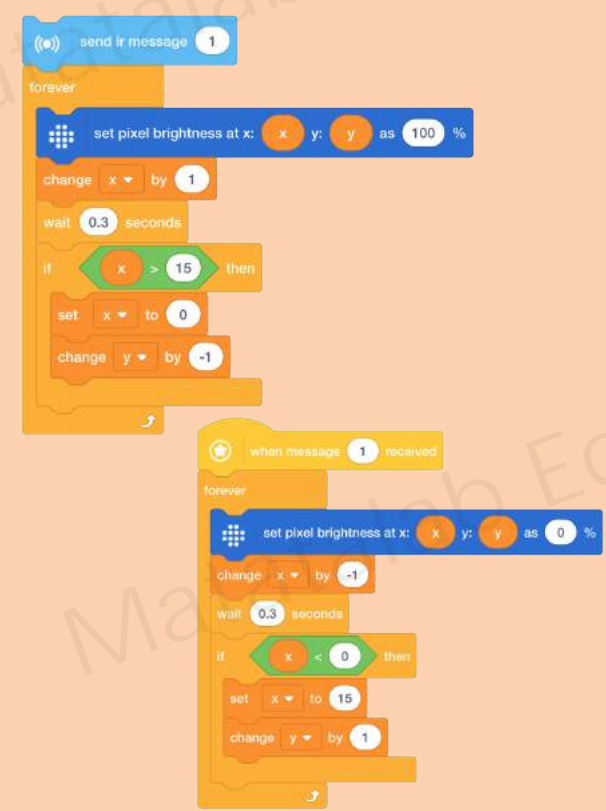 send ir message 1
forever
set pixel brightness at x: x y: y as 100 %
change x by 1
wait 0.3 seconds
if x > 15 then
set x to 0
change y by -1
when message 1 received
forever
set pixel brightness at x: x y: y as 0 %
change x by -1
wait 0.3 seconds
if x < 0 then
set x to 15
change y by 1
Matatalab Ed